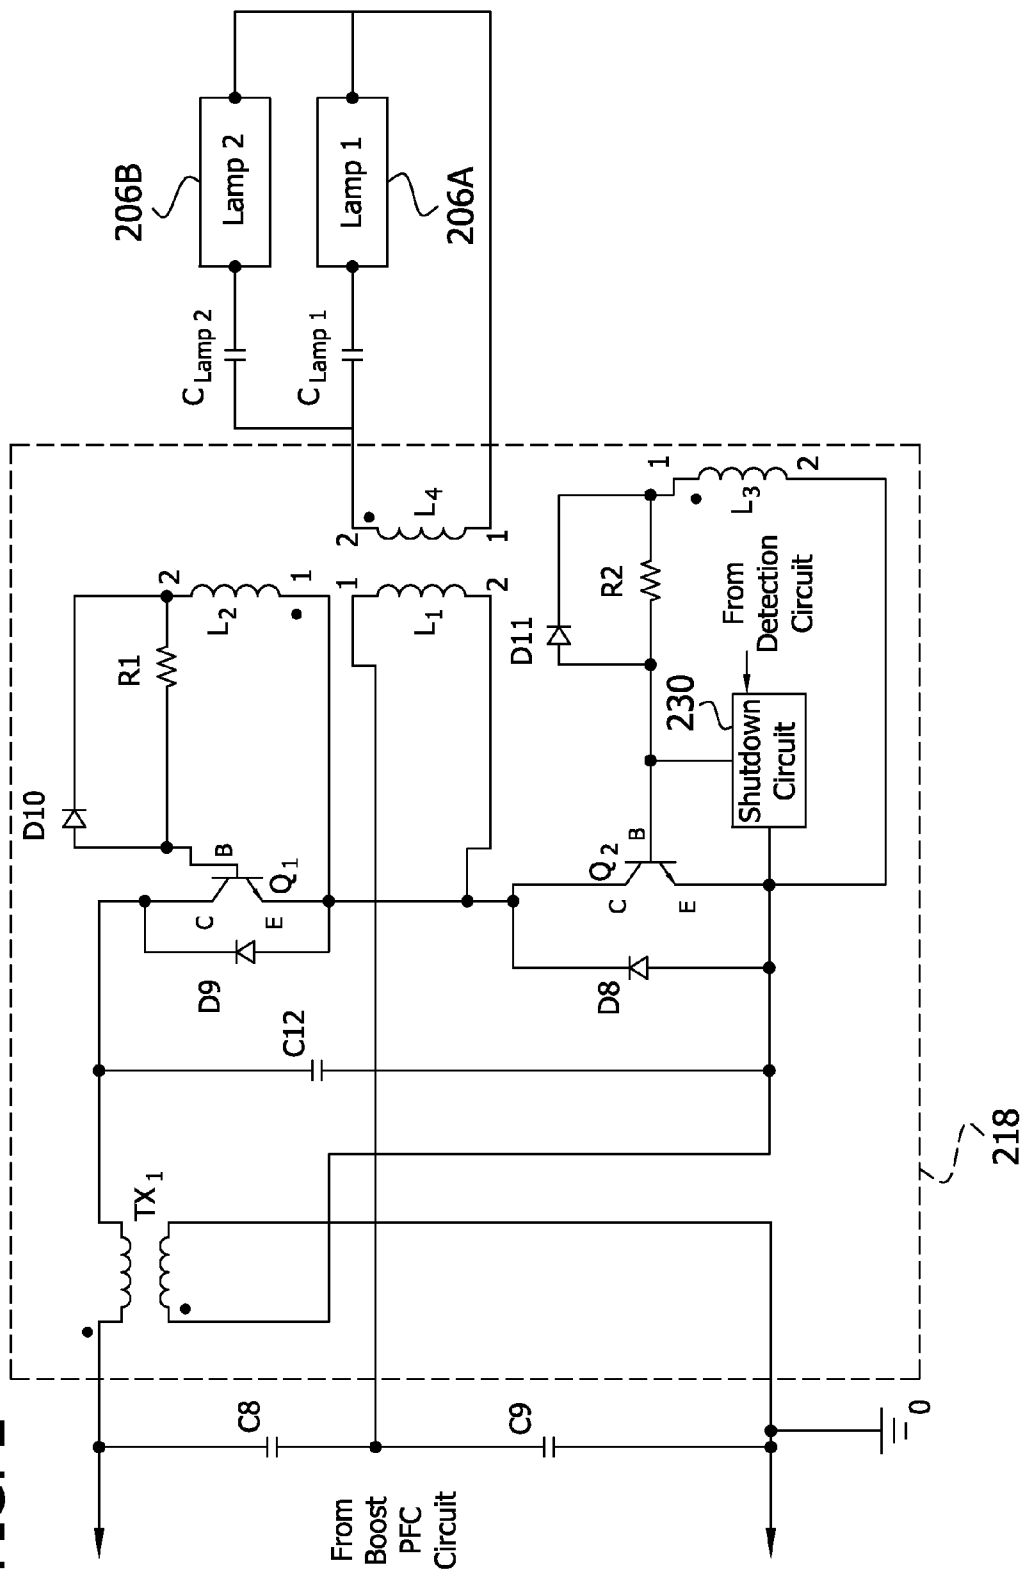 206B
Lamp 2
Lamp 1
206A
C Lamp 2
C Lamp 1
2
L4
1
2
L2
1
1
L1
2
R1
D10
B
Q1
C
E
D9
C12
TX1
1
L3
2
R2
D11
From
Detection
Circuit
230
Shutdown
Circuit
Q2
B
C
E
D8
218
C8
C9
0
From
Boost
PFC
Circuit